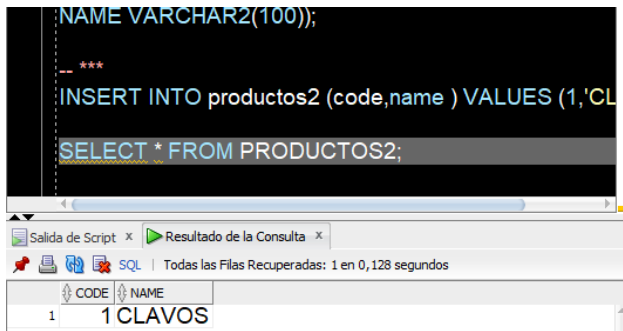 NAME VARCHAR2(100));
-- ***
INSERT INTO productos2 (code,name ) VALUES (1,'CL
SELECT * FROM PRODUCTOS2;
Salida de Script x Resultado de la Consulta x
SQL | Todas las Filas Recuperadas: 1 en 0,128 segundos
CODE NAME
1 1 CLAVOS